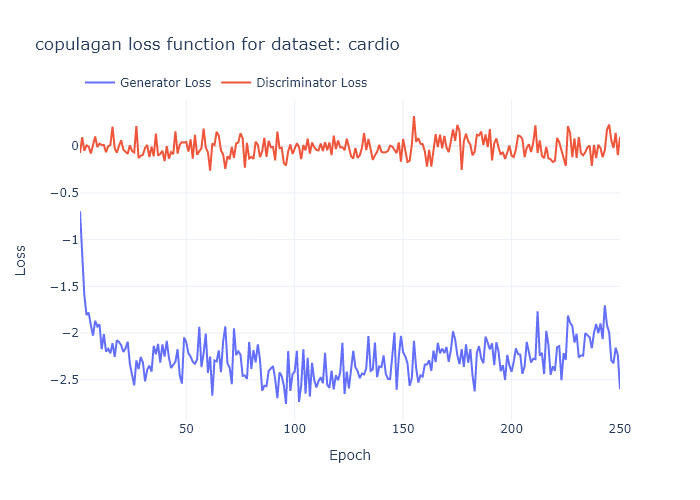 copulagan loss function for dataset: cardio
Generator Loss Discriminator Loss
0
−0.5
−1
−1.5
−2
−2.5
Loss
50 100 150 200 250
Epoch